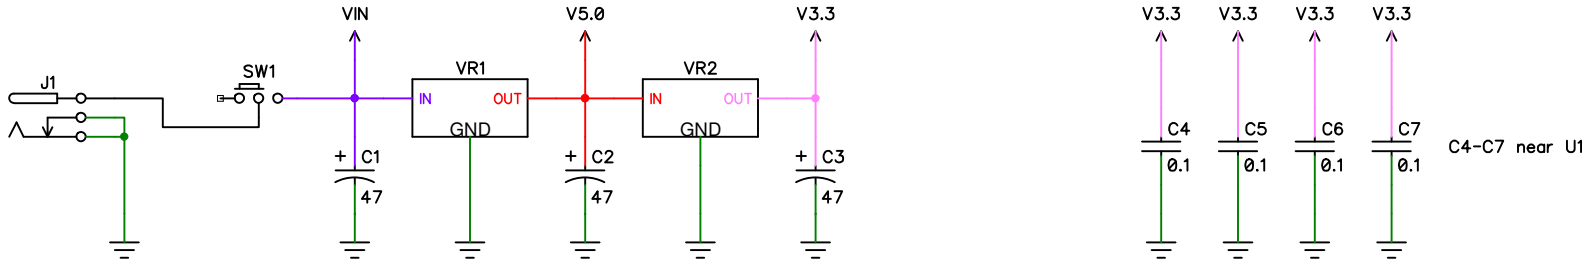 VIN V5.0 V3.3 V3.3 V3.3 V3.3 V3.3
J1 SW1 VR1 VR2
IN OUT IN OUT
GND GND C4 C5 C6 C7
C4-C7 near U1
+ C1 + C2 + C3 0.1 0.1 0.1 0.1
47 47 47